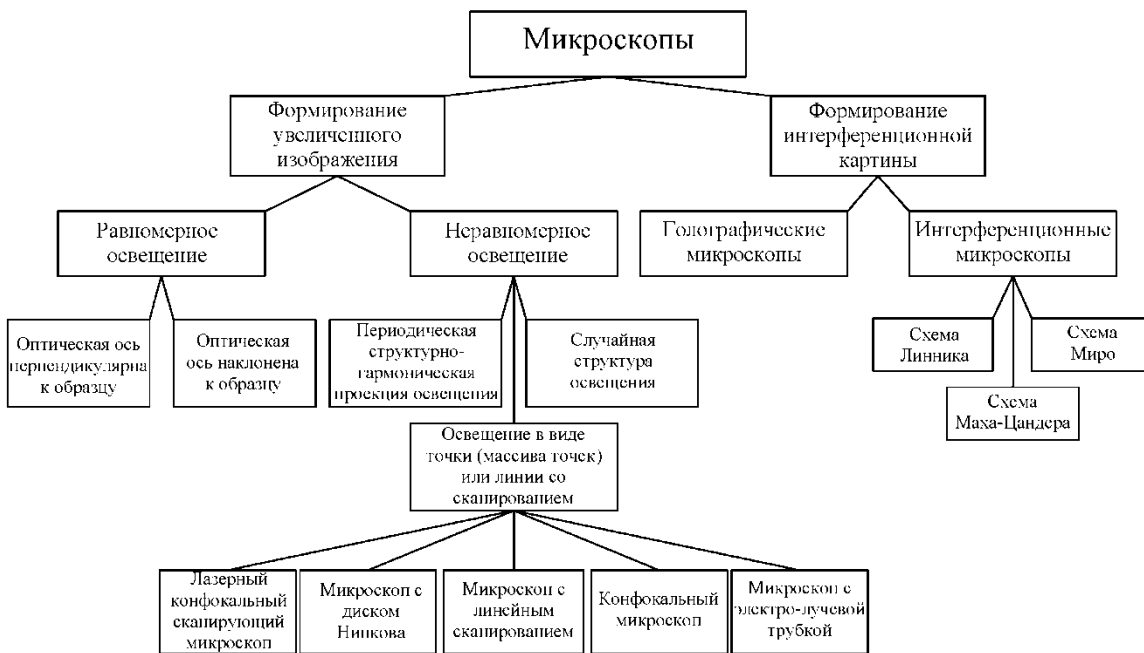 Микроскопы
Формирование
увеличенного
изображения
Формирование
интерференционной
картины
Равномерное
освещение
Неравномерное
освещение
Голографические
микроскопы
Интерференционные
микроскопы
Оптическая ось
перпендикулярна
к образцу
Оптическая
ось наклонена
к образцу
Периодическая
структурно-
гармоническая
проекция освещения
Случайная
структура
освещения
Схема
Линника
Схема
Миро
Схема
Маха-Цандера
Освещение в виде
точки (массива точек)
или линии со
сканированием
Лазерный
конфокальный
сканирующий
микроскоп
Микроскоп с
диском
Нипкова
Микроскоп с
линейным
сканированием
Конфокальный
микроскоп
Микроскоп с
электро-лучевой
трубкой